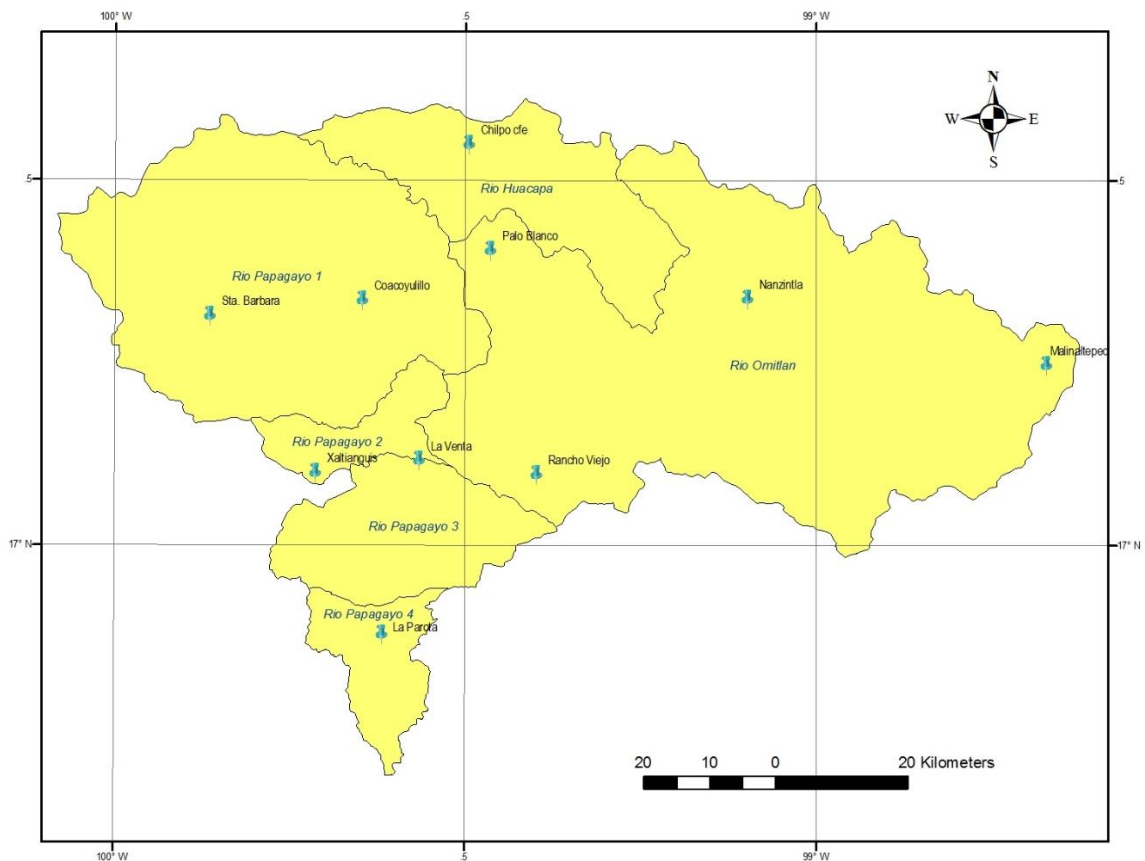 100° W .5 99° W
N
W E
S
Chilpo cfe
.5 .5
Rio Huacapa
Palo Blanco
Rio Papagayo 1
Coacoyulillo
Nanzintla
Sta. Barbara
Malinaltepec
Rio Omitlan
Rio Papagayo 2
La Venta
Xaltianguis
Rancho Viejo
Rio Papagayo 3
17° N 17° N
Rio Papagayo 4
La Parota
20 10 0 20 Kilometers
100° W .5 99° W